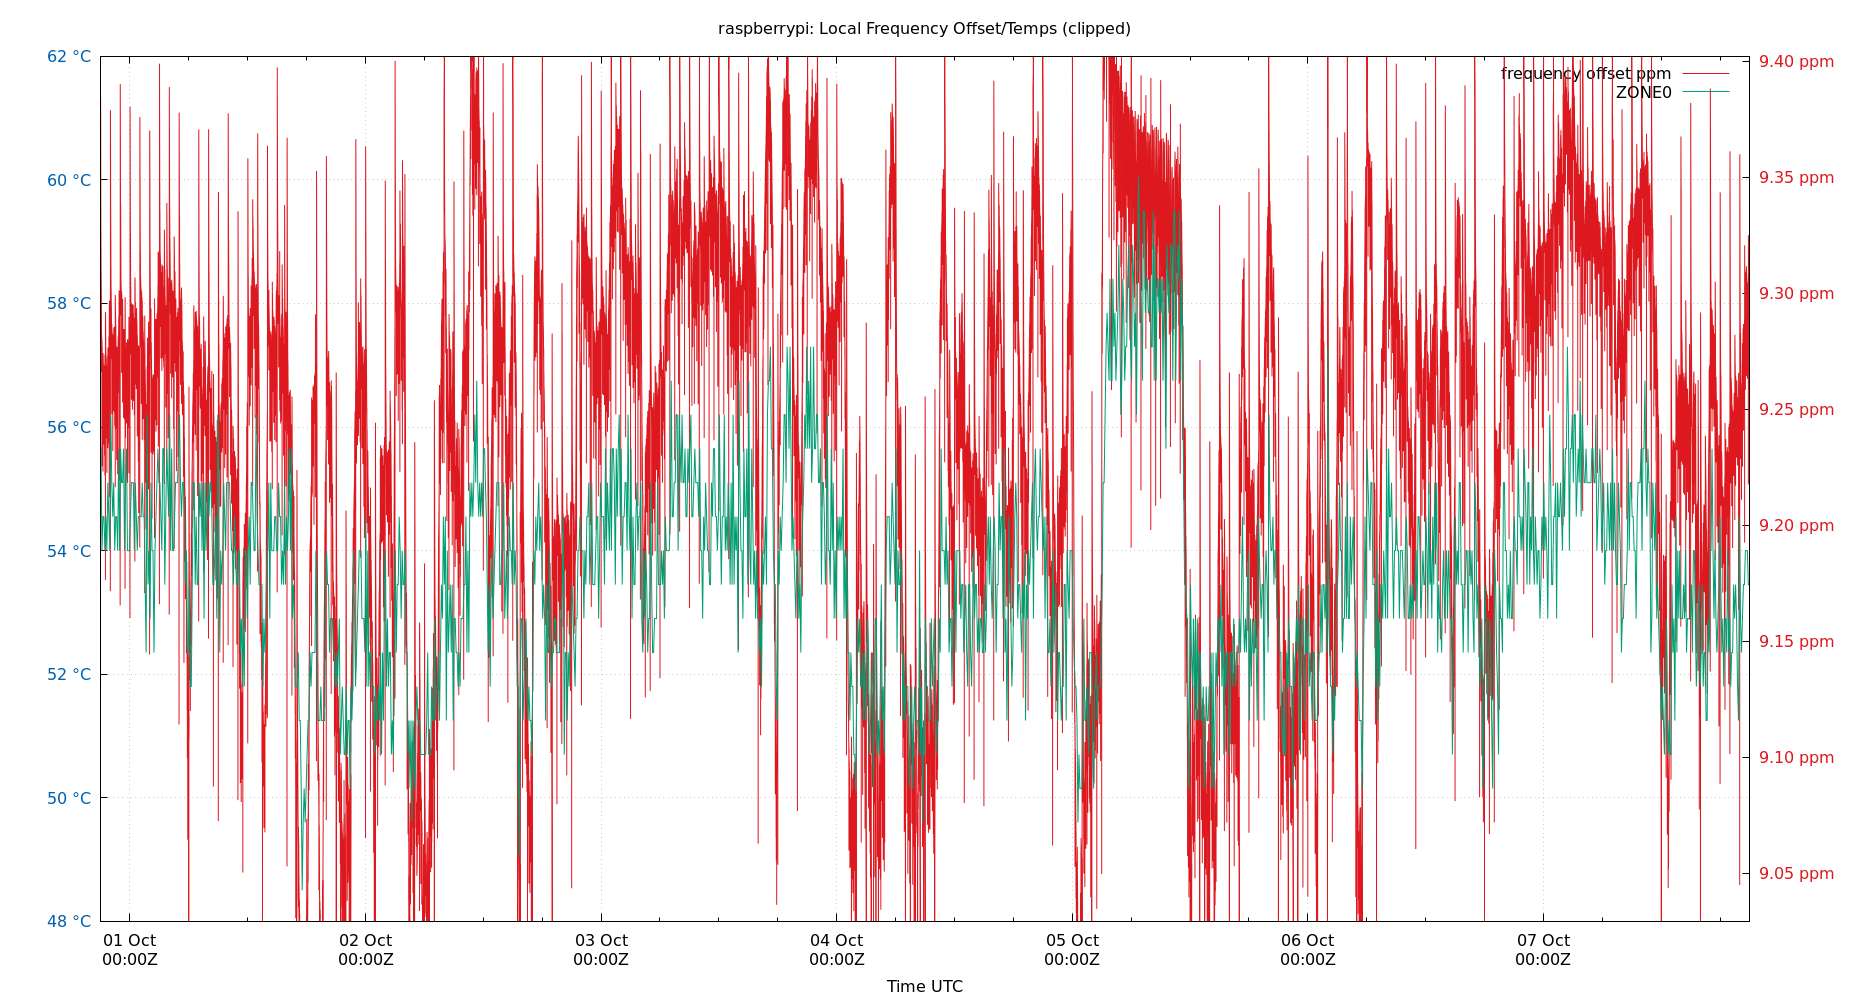 raspberrypi: Local Frequency Offset/Temps (clipped)
62 °C
60 °C
58 °C
56 °C
54 °C
52 °C
50 °C
48 °C
9.40 ppm
9.35 ppm
9.30 ppm
9.25 ppm
9.20 ppm
9.15 ppm
9.10 ppm
9.05 ppm
frequency offset ppm
ZONE0
01 Oct
00:00Z
02 Oct
00:00Z
03 Oct
00:00Z
04 Oct
00:00Z
05 Oct
00:00Z
06 Oct
00:00Z
07 Oct
00:00Z
Time UTC